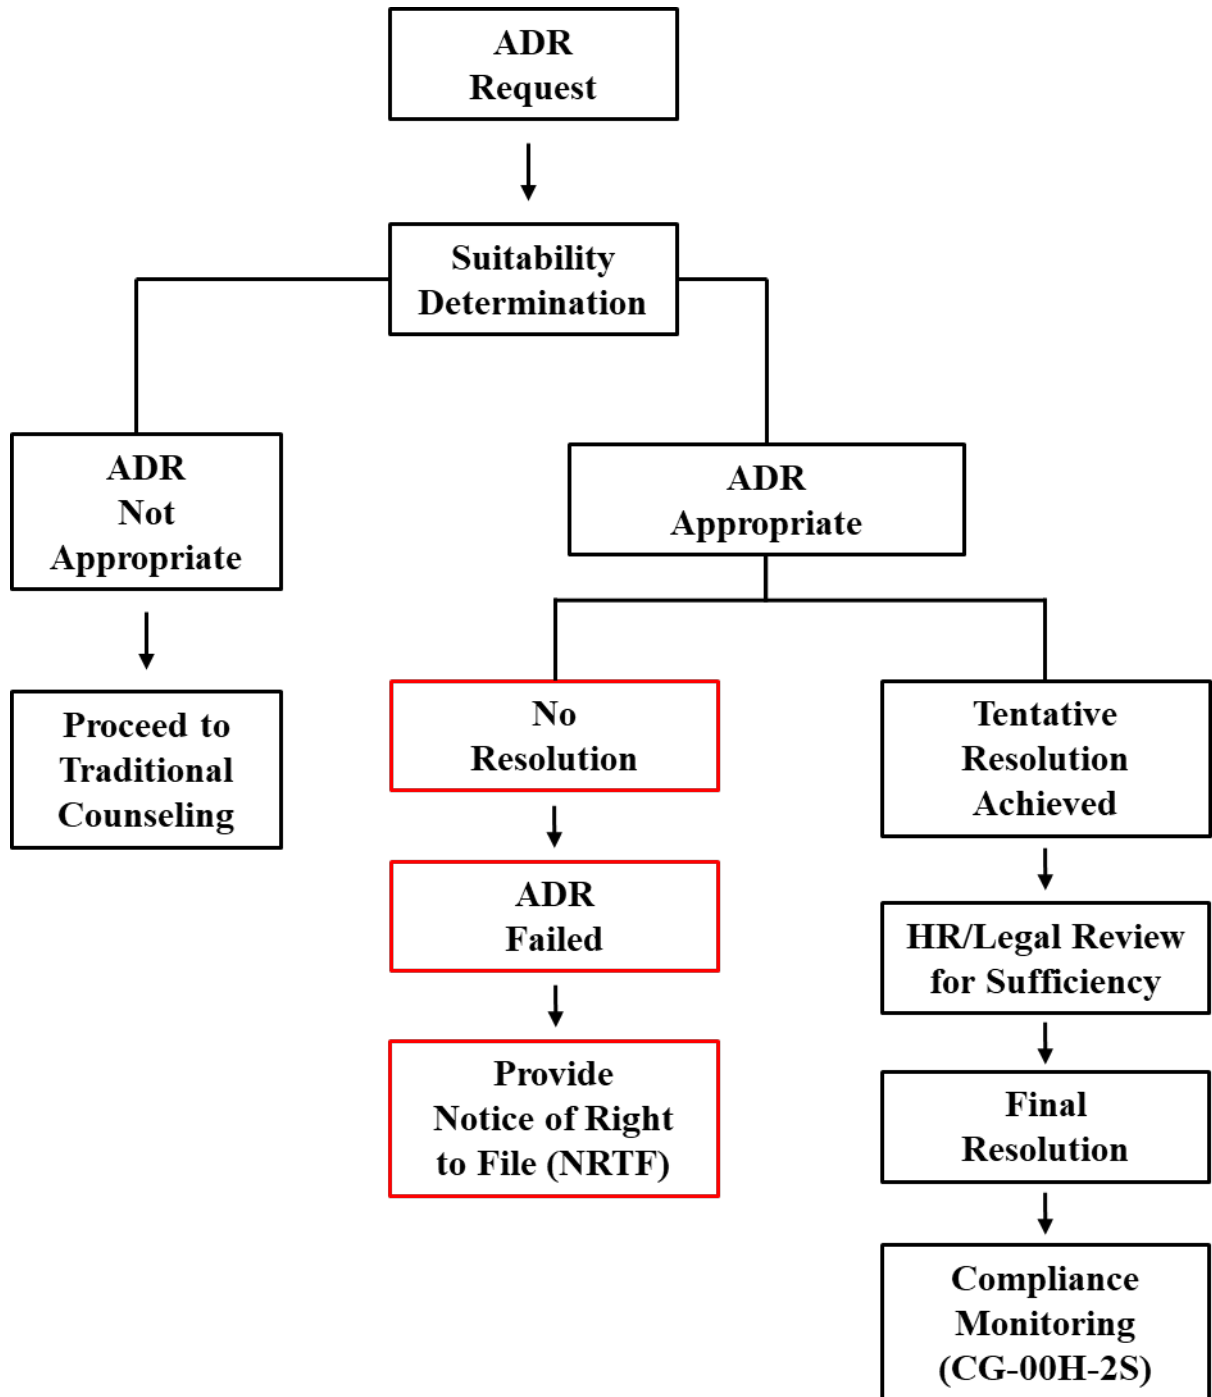 ADR
Request
Suitability
Determination
ADR
Not
Appropriate
ADR
Appropriate
Proceed to
Traditional
Counseling
No
Resolution
Tentative
Resolution
Achieved
ADR
Failed
HR/Legal Review
for Sufficiency
Provide
Notice of Right
to File (NRTF)
Final
Resolution
Compliance
Monitoring
(CG-00H-2S)